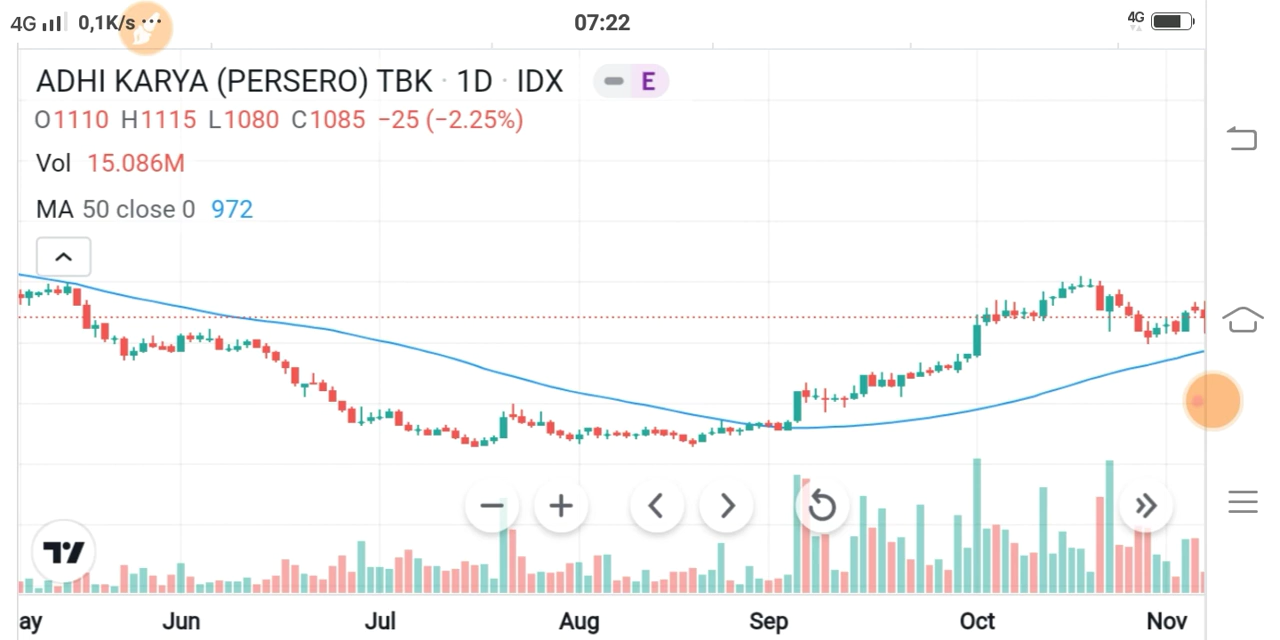 4G 0,1K/s ... 07:22 4G
ADHI KARYA (PERSERO) TBK · 1D · IDX E
O1110 H1115 L1080 C1085 −25 (−2.25%)
Vol 15.086M
MA 50 close 0 972
ay Jun Jul Aug Sep Oct Nov